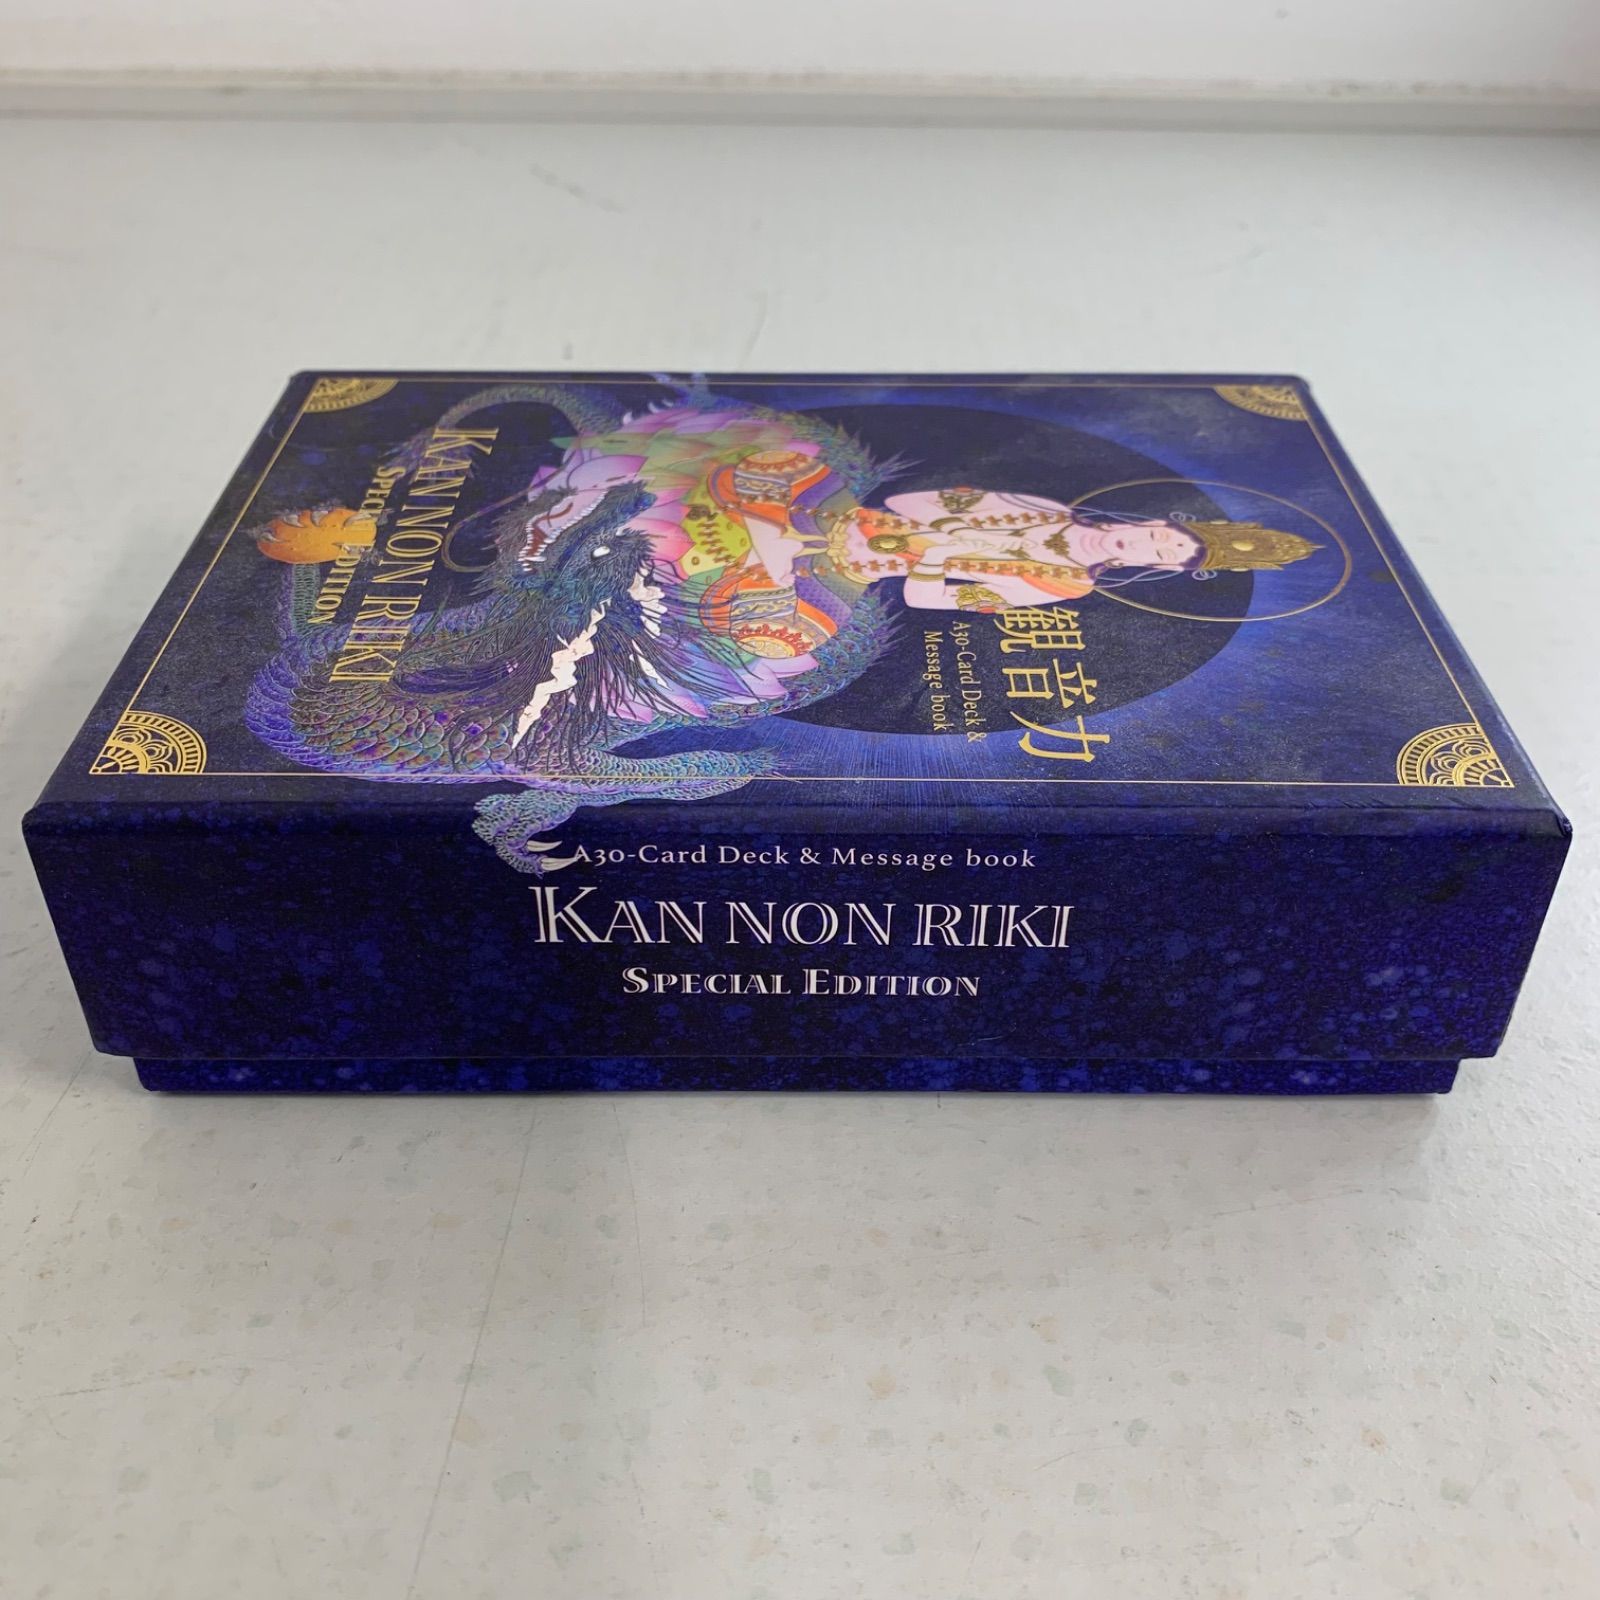 観音力
A30-Card Deck &
Message book
KAN NON RIKI
SPECIAL EDITION
A30-Card Deck & Message book
KAN NON RIKI
SPECIAL EDITION